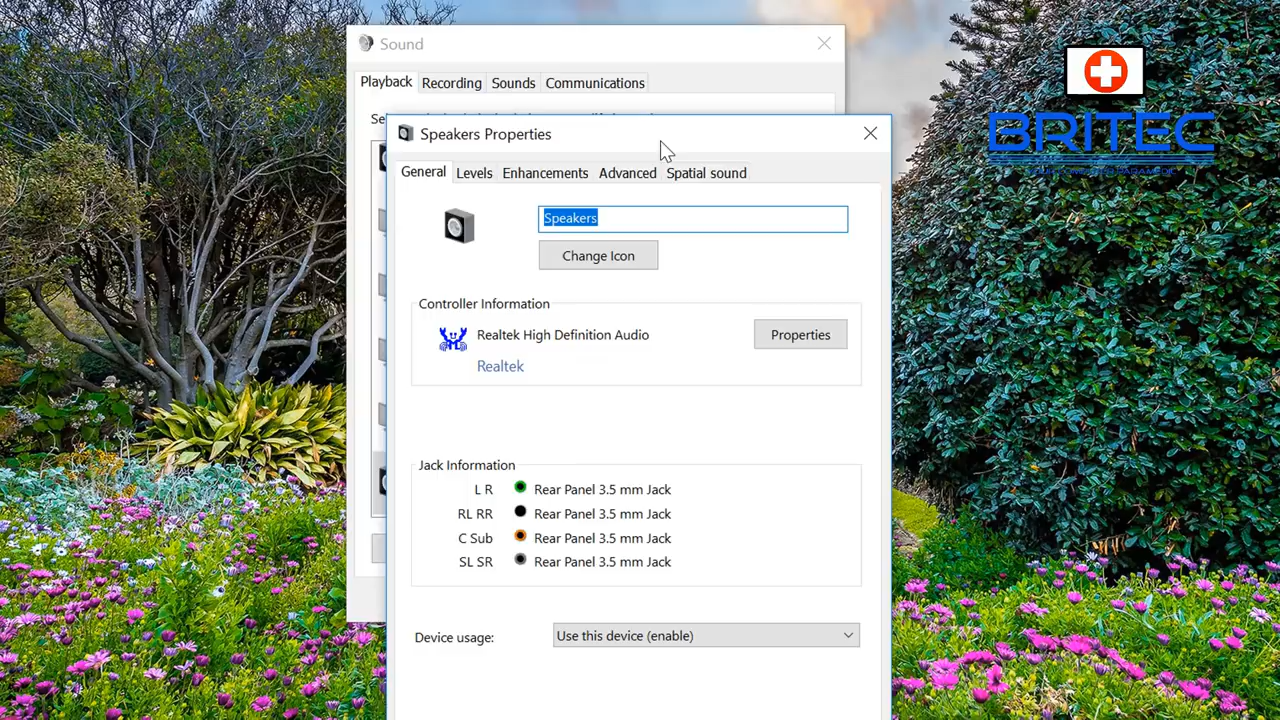 Sound
Playback Recording Sounds Communications
Speakers Properties
General Levels Enhancements Advanced Spatial sound
Speakers
Change Icon
Controller Information
Realtek High Definition Audio
Properties
Realtek
Jack Information
L R Rear Panel 3.5 mm Jack
RL RR Rear Panel 3.5 mm Jack
C Sub Rear Panel 3.5 mm Jack
SL SR Rear Panel 3.5 mm Jack
Device usage: Use this device (enable)
BRITEC
YOUR COMPUTER PARAMEDIC